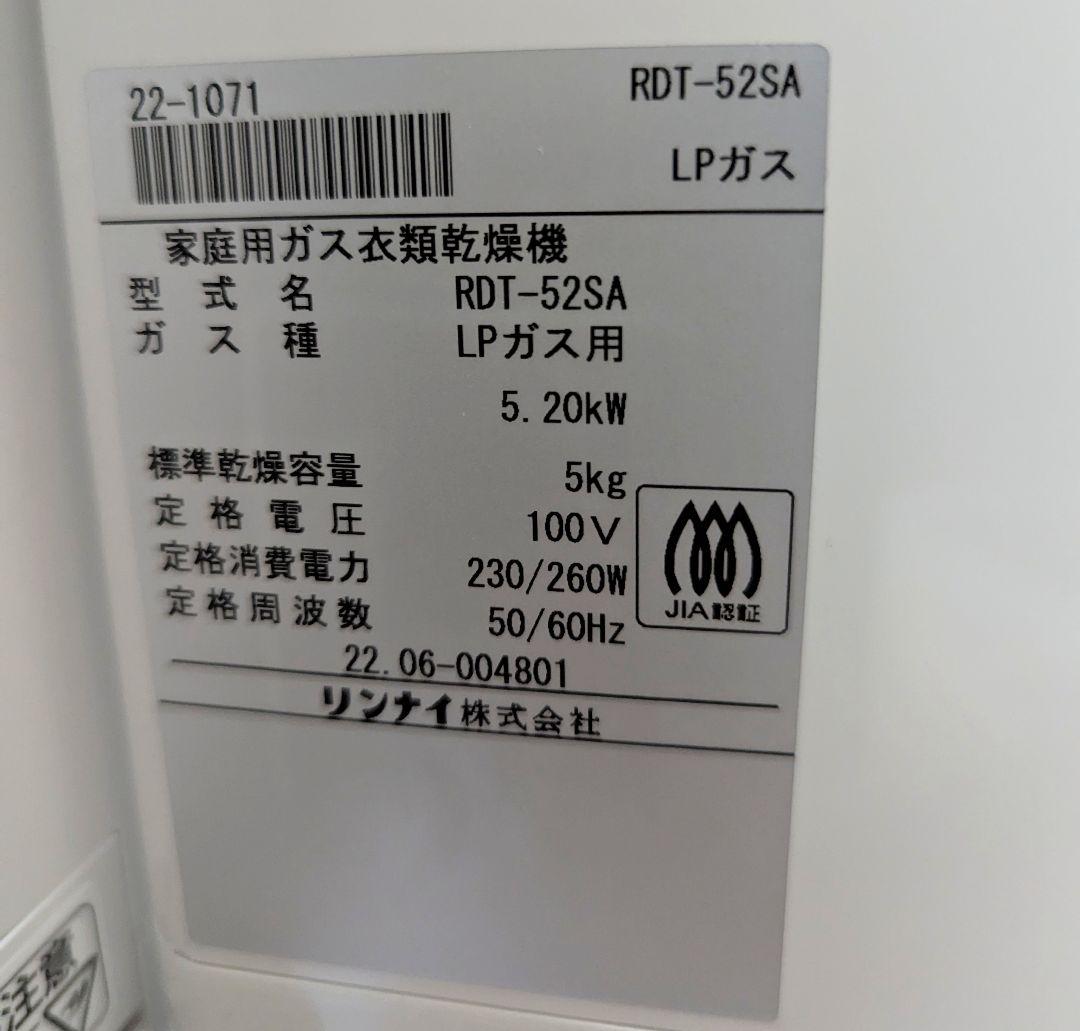 22-1071
RDT-52SA
LPガス
家庭用ガス衣類乾燥機
型式名 RDT-52SA
ガス種 LPガス用
5.20kW
標準乾燥容量 5kg
定格電圧 100V
定格消費電力 230/260W
定格周波数 50/60Hz
JIA認証
22.06-004801
リンナイ株式会社
注意